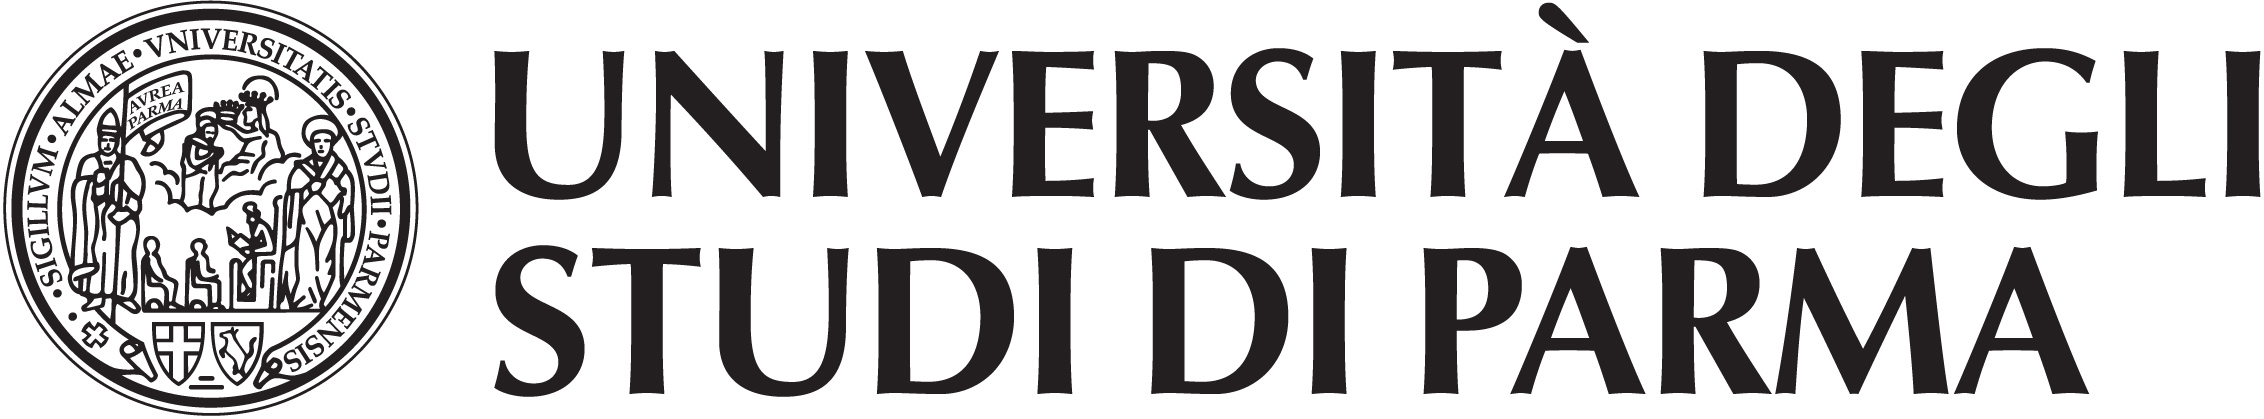 SIGILLVM · ALMAE · VNIVERSITATIS · STVDII · PARMENSIS
AVREA
PARMA
UNIVERSITÀ DEGLI
STUDI DI PARMA